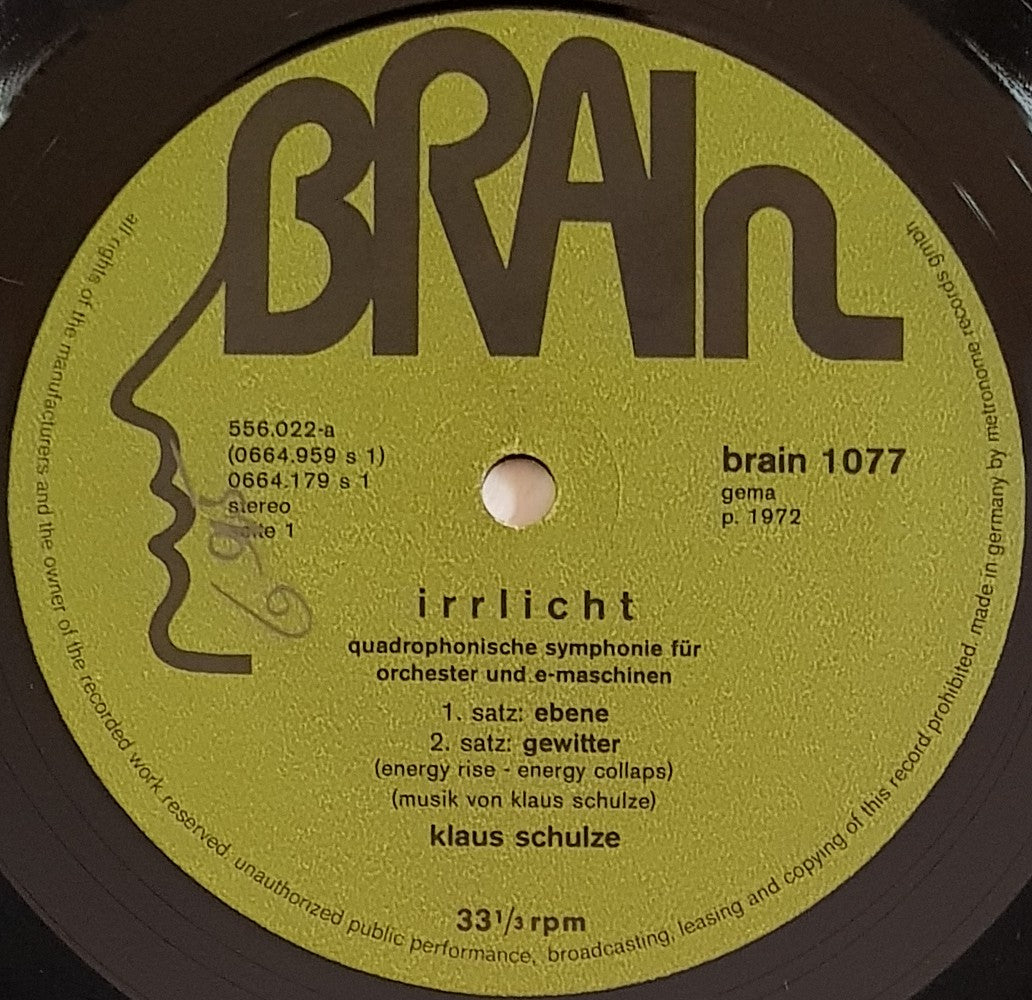 BRAIn
556.022-a
(0664.959 s 1)
0664.179 s 1
stereo
1
brain 1077
gema
p. 1972
irrlicht
quadrophonische symphonie für
orchester und e-maschinen
1. satz: ebene
2. satz: gewitter
(energy rise - energy collaps)
(musik von klaus schulze)
klaus schulze
33 1/3 rpm
all rights of the manufacturers and the owner of the recorded work reserved. unauthorized public performance, broadcasting, leasing and copying of this record prohibited. made in germany by metronome records gmbh